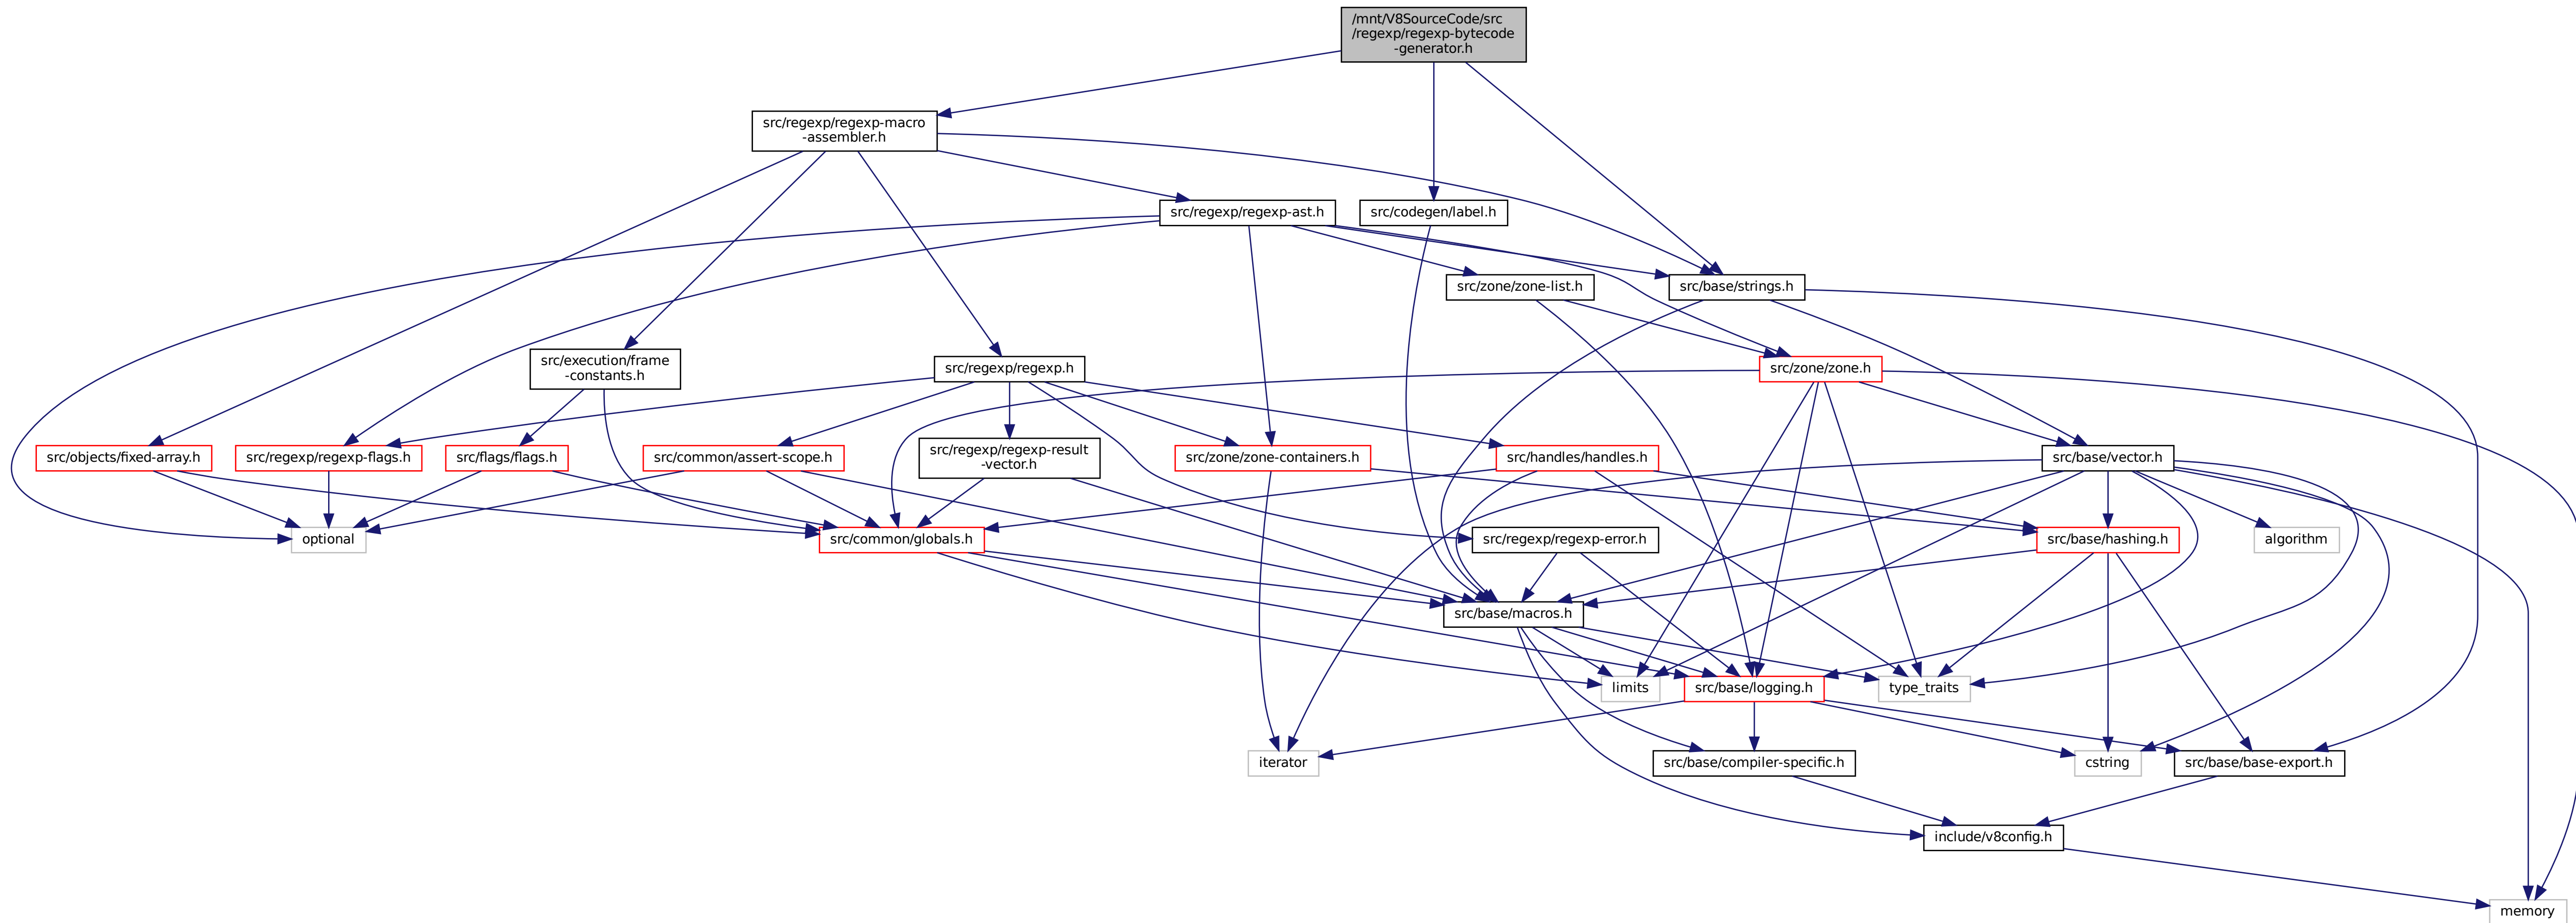 /mnt/V8SourceCode/src
/regexp/regexp-bytecode
-generator.h
src/regexp/regexp-macro
-assembler.h
src/regexp/regexp-ast.h
src/codegen/label.h
src/zone/zone-list.h
src/base/strings.h
src/execution/frame
-constants.h
src/regexp/regexp.h
src/zone/zone.h
src/objects/fixed-array.h
src/regexp/regexp-flags.h
src/flags/flags.h
src/common/assert-scope.h
src/regexp/regexp-result
-vector.h
src/zone/zone-containers.h
src/handles/handles.h
src/base/vector.h
optional
src/common/globals.h
src/regexp/regexp-error.h
src/base/hashing.h
algorithm
src/base/macros.h
limits
src/base/logging.h
type_traits
iterator
src/base/compiler-specific.h
cstring
src/base/base-export.h
include/v8config.h
memory